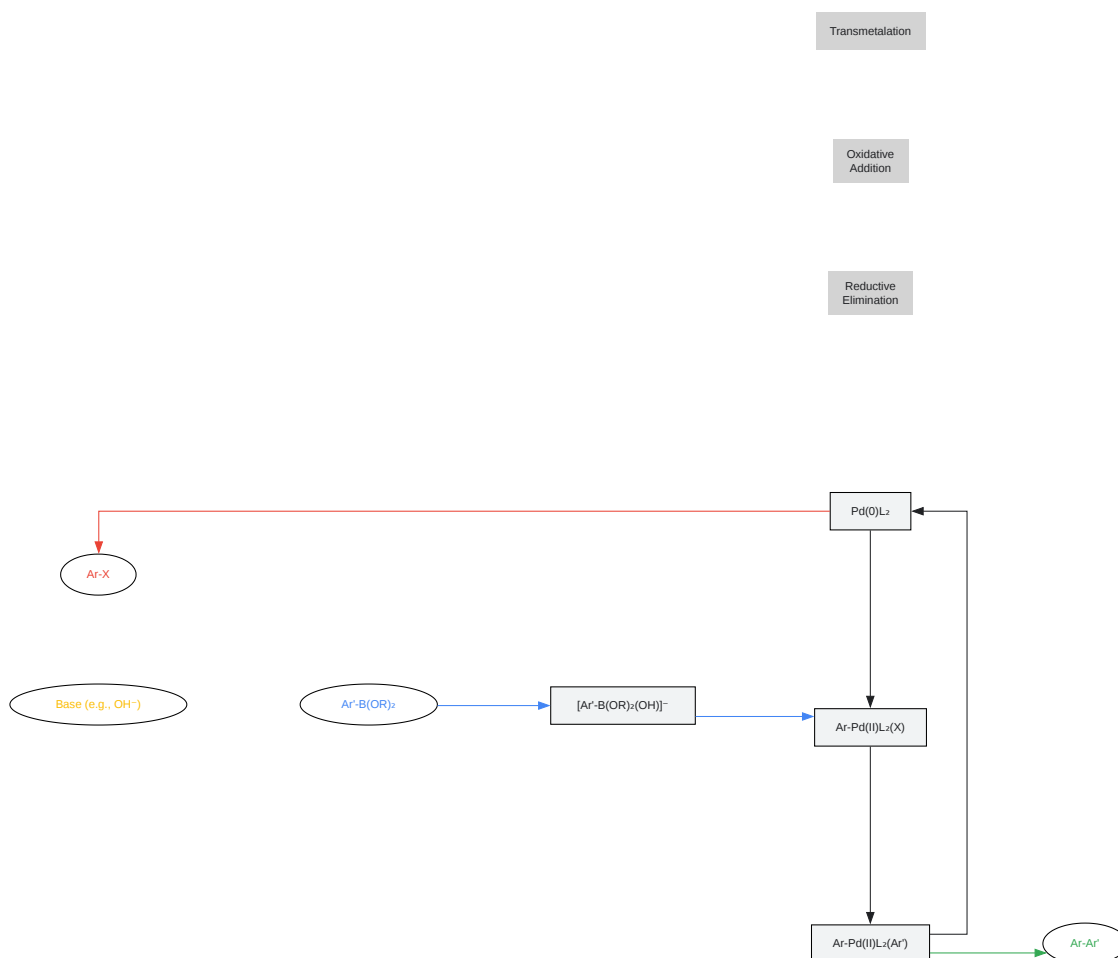 Transmetalation
Oxidative
Addition
Reductive
Elimination
Pd(0)L₂
Ar-X
Base (e.g., OH⁻)
Ar'-B(OR)₂
[Ar'-B(OR)₂(OH)]⁻
Ar-Pd(II)L₂(X)
Ar-Pd(II)L₂(Ar')
Ar-Ar'